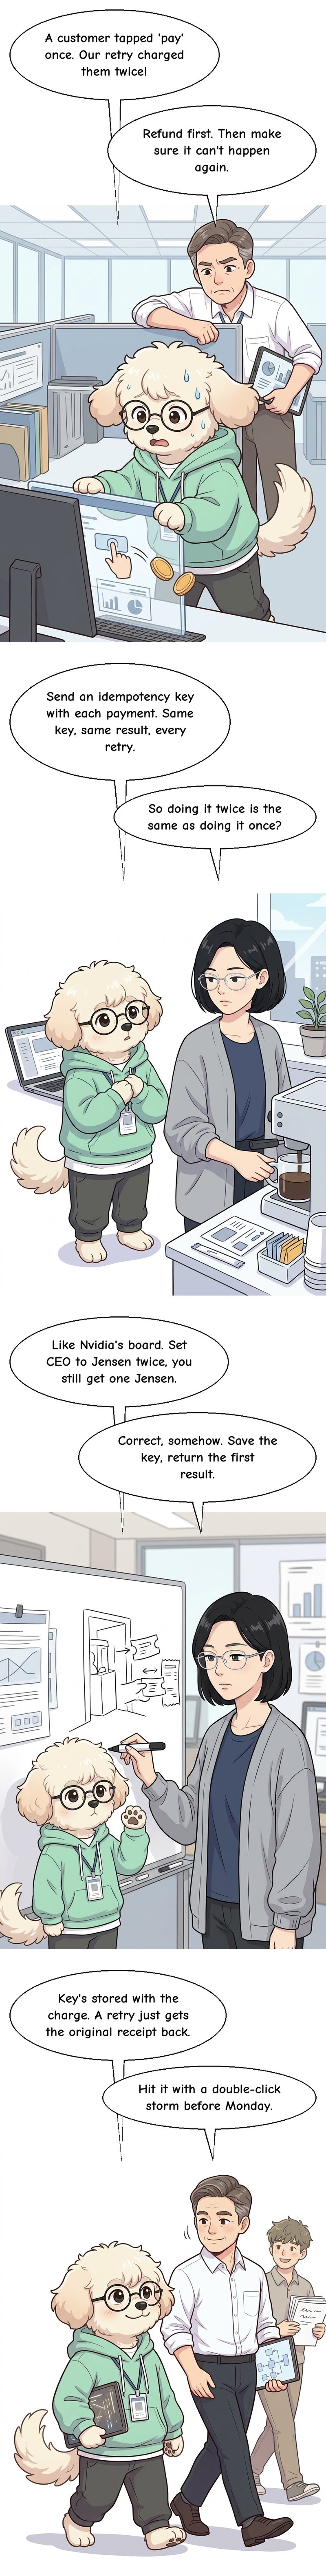 A customer tapped 'pay'
once. Our retry charged
them twice!
Refund first. Then make
sure it can't happen
again.
Send an idempotency key
with each payment. Same
key, same result, every
retry.
So doing it twice is the
same as doing it once?
Like Nvidia's board. Set
CEO to Jensen twice, you
still get one Jensen.
Correct, somehow. Save the
key, return the first
result.
Key's stored with the
charge. A retry just gets
the original receipt back.
Hit it with a double-click
storm before Monday.